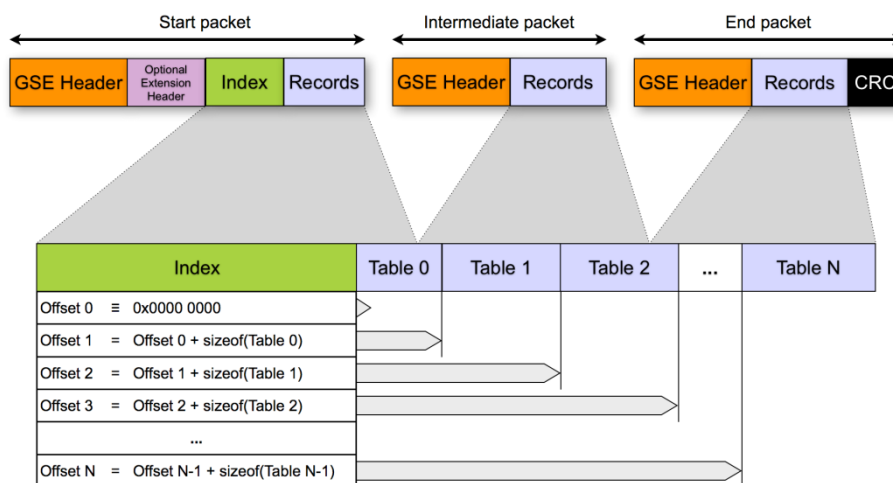 Start packet
Intermediate packet
End packet
GSE Header
Optional
Extension
Header
Index
Records
GSE Header
Records
GSE Header
Records
CRC
Index
Table 0
Table 1
Table 2
...
Table N
Offset 0 ≡ 0x0000 0000
Offset 1 = Offset 0 + sizeof(Table 0)
Offset 2 = Offset 1 + sizeof(Table 1)
Offset 3 = Offset 2 + sizeof(Table 2)
...
Offset N = Offset N-1 + sizeof(Table N-1)